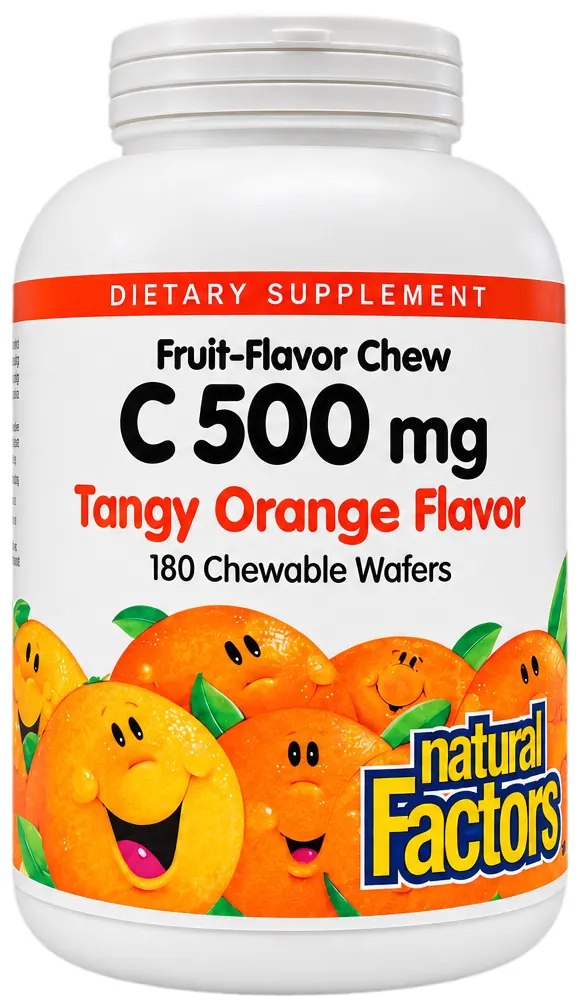 DIETARY SUPPLEMENT
Fruit-Flavor Chew
C 500 mg
Tangy Orange Flavor
180 Chewable Wafers
natural
Factors